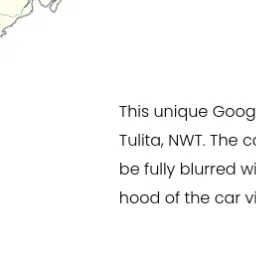 This unique Goog
Tulita, NWT. The c
be fully blurred wi
hood of the car vi